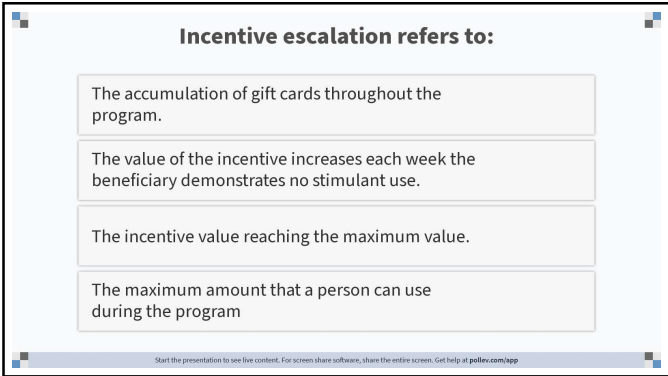 Incentive escalation refers to:
The accumulation of gift cards throughout the
program.
The value of the incentive increases each week the
beneficiary demonstrates no stimulant use.
The incentive value reaching the maximum value.
The maximum amount that a person can use
during the program
Start the presentation to see live content. For screen share software, share the entire screen. Get help at pollev.com/app